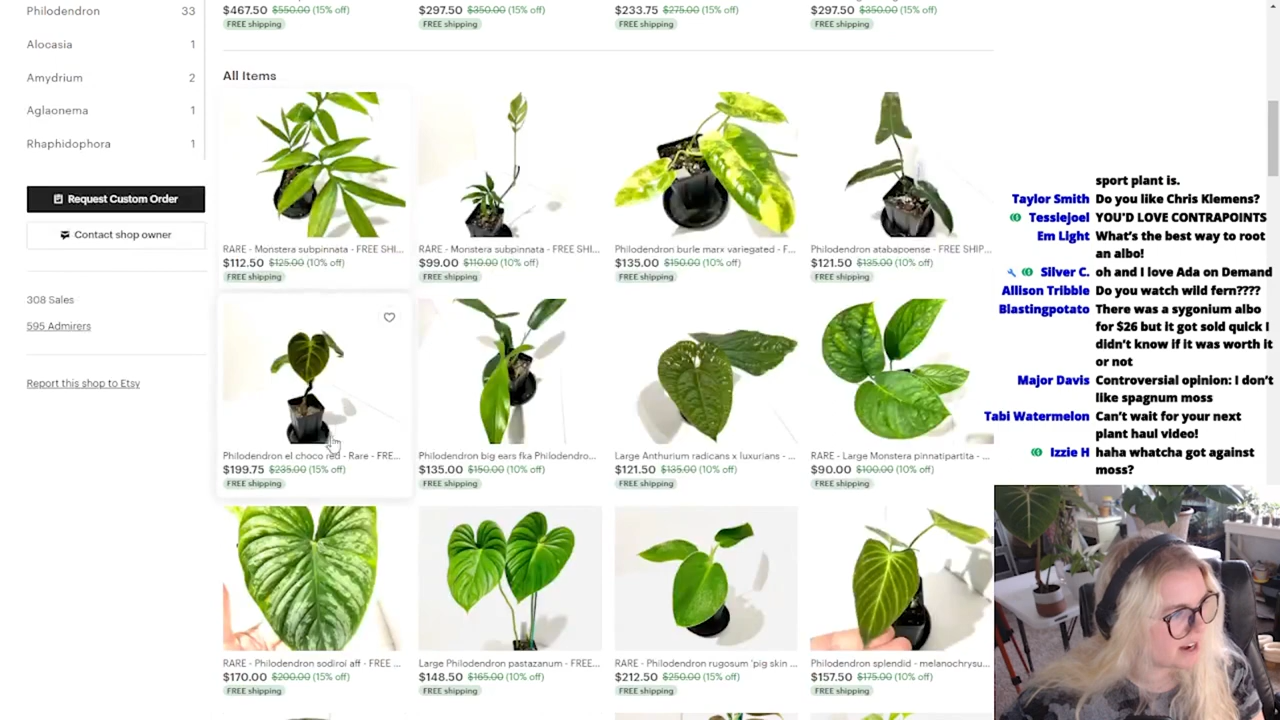 Philodendron 33
Alocasia 1
Amydrium 2
Aglaonema 1
Rhaphidophora 1
Request Custom Order
Contact shop owner
308 Sales
595 Admirers
Report this shop to Etsy
$467.50 $550.00 (15% off) $297.50 $350.00 (15% off) $233.75 $275.00 (15% off) $297.50 $350.00 (15% off)
FREE shipping FREE shipping FREE shipping FREE shipping
All Items
RARE - Monstera subpinnata - FREE SHI... RARE - Monstera subpinnata - FREE SHI... Philodendron burle marx variegated - F... Philodendron atabapoense - FREE SHIP...
$112.50 $125.00 (10% off) $99.00 $110.00 (10% off) $135.00 $150.00 (10% off) $121.50 $135.00 (10% off)
FREE shipping FREE shipping FREE shipping FREE shipping
Philodendron el choco red - Rare - FRE... Philodendron big ears fka Philodendro... Large Anthurium radicans x luxurians - ... RARE - Large Monstera pinnatipartita - ...
$199.75 $235.00 (15% off) $135.00 $150.00 (10% off) $121.50 $135.00 (10% off) $90.00 $100.00 (10% off)
FREE shipping FREE shipping FREE shipping FREE shipping
RARE - Philodendron sodiroi aff - FREE ... Large Philodendron pastazanum - FREE... RARE - Philodendron rugosum 'pig skin ... Philodendron splendid - melanochrysu...
$170.00 $200.00 (15% off) $148.50 $165.00 (10% off) $212.50 $250.00 (15% off) $157.50 $175.00 (10% off)
FREE shipping FREE shipping FREE shipping FREE shipping
sport plant is.
Taylor Smith Do you like Chris Klemens?
Tessiejoel YOU'D LOVE CONTRAPOINTS
Em Light What's the best way to root
an albo!
Silver C. oh and I love Ada on Demand
Allison Tribble Do you watch wild fern????
Blastingpotato There was a sygonium albo
for $26 but it got sold quick I
didn't know if it was worth it
or not
Major Davis Controversial opinion: I don't
like spagnum moss
Tabi Watermelon Can't wait for your next
plant haul video!
Izzie H haha whatcha got against
moss?